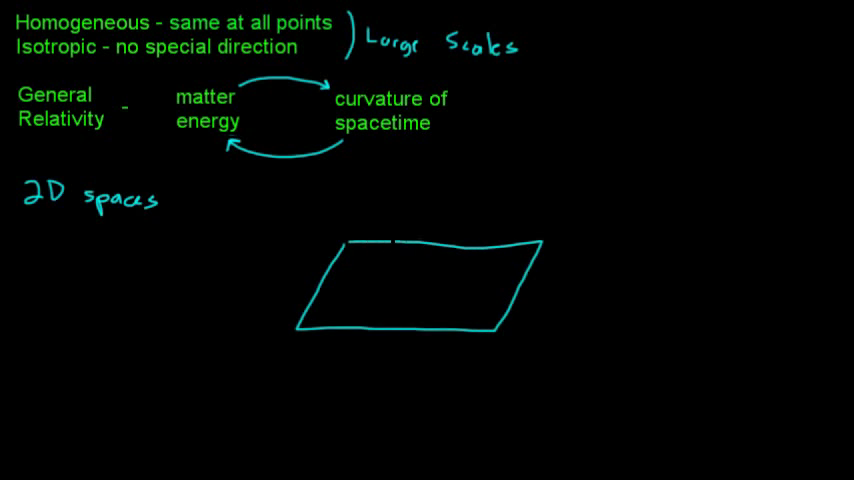 Homogeneous - same at all points
Isotropic - no special direction
Large Scales
General Relativity - matter energy
curvature of spacetime
2D spaces